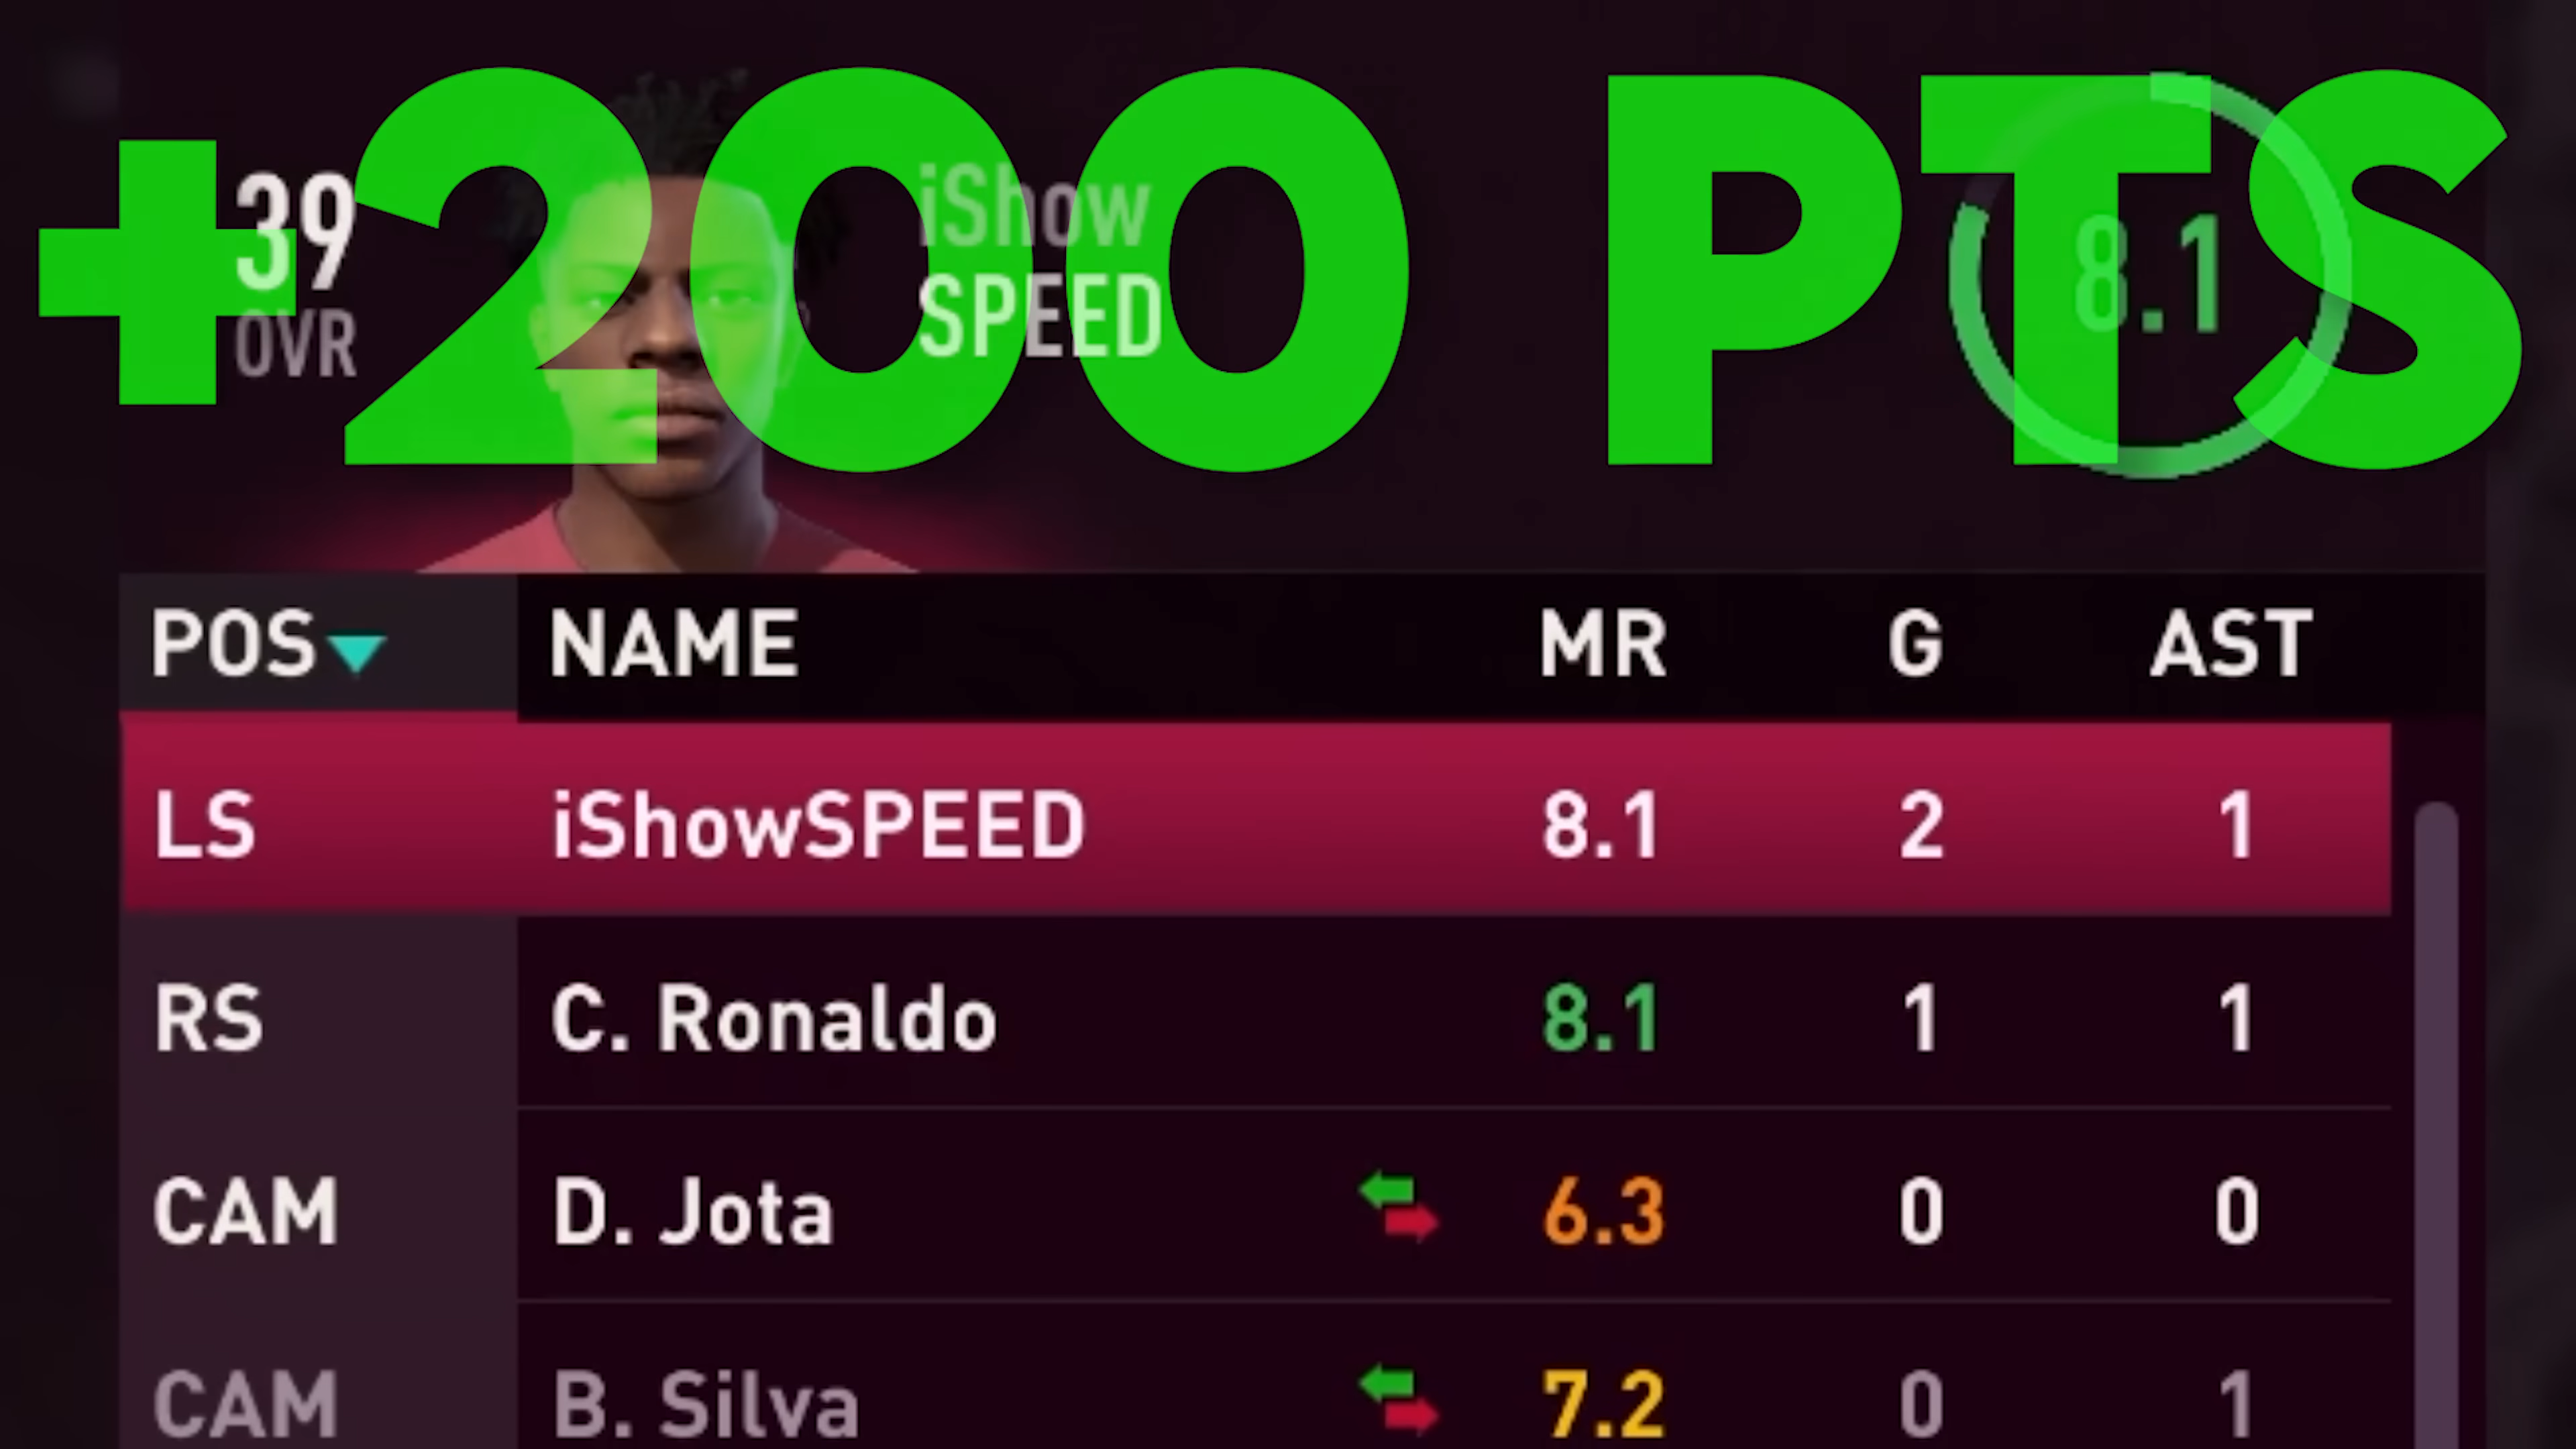 +200 PTS
39
OVR
iShow
SPEED
8.1
POS NAME MR G AST
LS iShowSPEED 8.1 2 1
RS C. Ronaldo 8.1 1 1
CAM D. Jota 6.3 0 0
CAM B. Silva 7.2 0 1